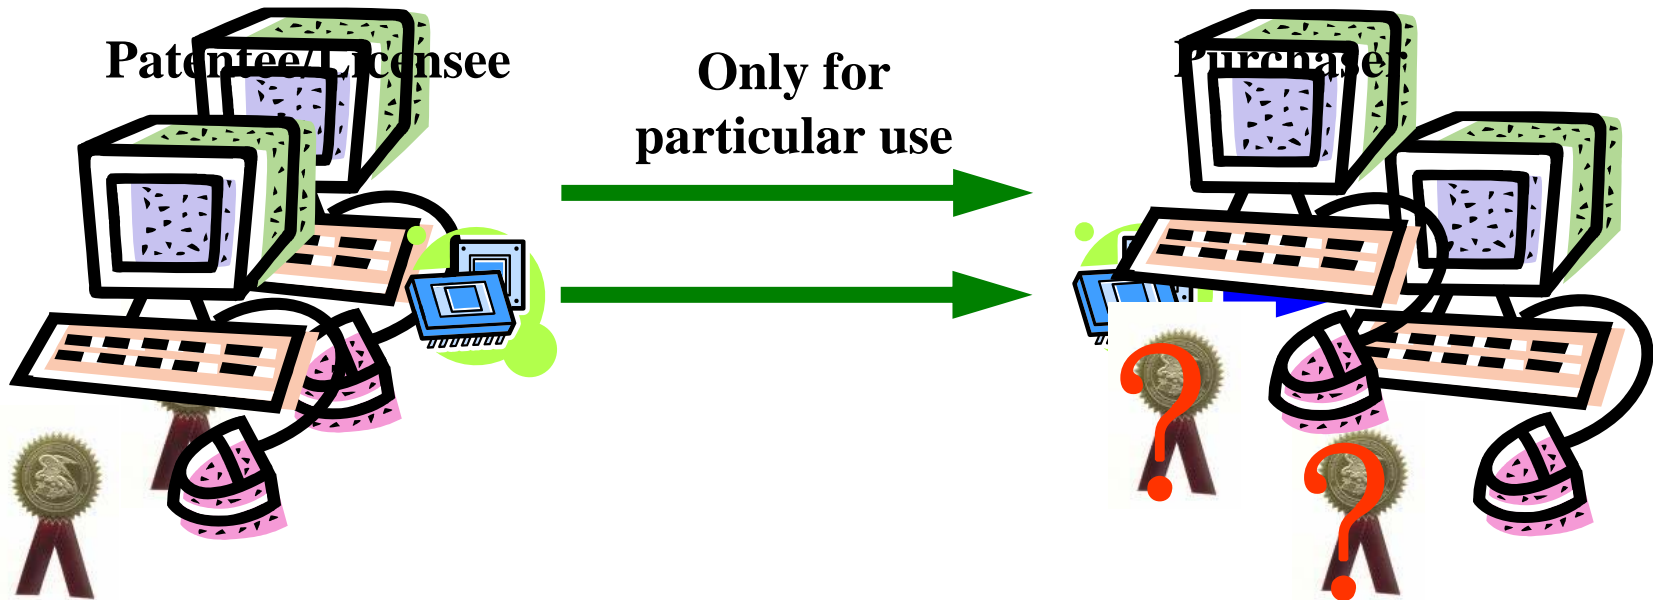 Patentee/Licensee
Only for
particular use
Purchaser
?
?